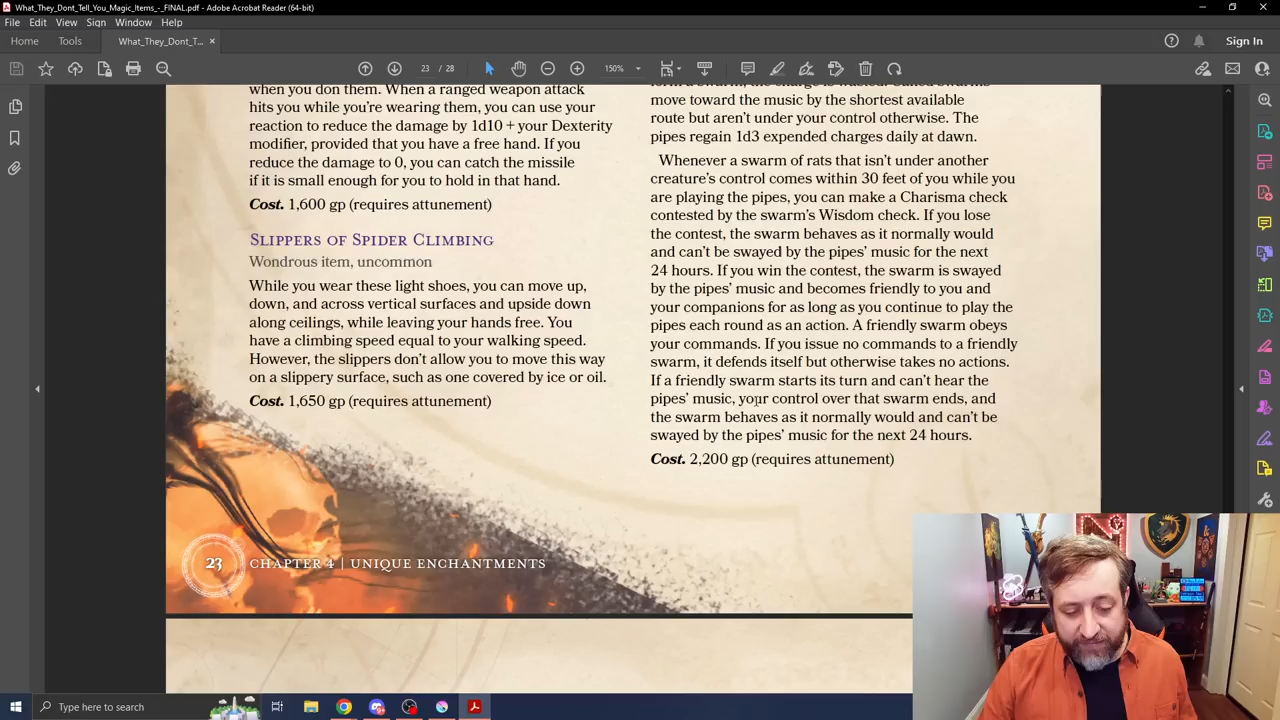 What_They_Dont_Tell_You_Magic_Items_-_FINAL.pdf - Adobe Acrobat Reader (64-bit)
File Edit View Sign Window Help
Home Tools What_They_Dont_T... × Sign In
23 / 28 150%
when you don them. When a ranged weapon attack
hits you while you're wearing them, you can use your
reaction to reduce the damage by 1d10 + your Dexterity
modifier, provided that you have a free hand. If you
reduce the damage to 0, you can catch the missile
if it is small enough for you to hold in that hand.
Cost. 1,600 gp (requires attunement)
Slippers of Spider Climbing
Wondrous item, uncommon
While you wear these light shoes, you can move up,
down, and across vertical surfaces and upside down
along ceilings, while leaving your hands free. You
have a climbing speed equal to your walking speed.
However, the slippers don't allow you to move this way
on a slippery surface, such as one covered by ice or oil.
Cost. 1,650 gp (requires attunement)
move toward the music by the shortest available
route but aren't under your control otherwise. The
pipes regain 1d3 expended charges daily at dawn.
Whenever a swarm of rats that isn't under another
creature's control comes within 30 feet of you while you
are playing the pipes, you can make a Charisma check
contested by the swarm's Wisdom check. If you lose
the contest, the swarm behaves as it normally would
and can't be swayed by the pipes' music for the next
24 hours. If you win the contest, the swarm is swayed
by the pipes' music and becomes friendly to you and
your companions for as long as you continue to play the
pipes each round as an action. A friendly swarm obeys
your commands. If you issue no commands to a friendly
swarm, it defends itself but otherwise takes no actions.
If a friendly swarm starts its turn and can't hear the
pipes' music, your control over that swarm ends, and
the swarm behaves as it normally would and can't be
swayed by the pipes' music for the next 24 hours.
Cost. 2,200 gp (requires attunement)
23 Chapter 4 | Unique Enchantments
Type here to search